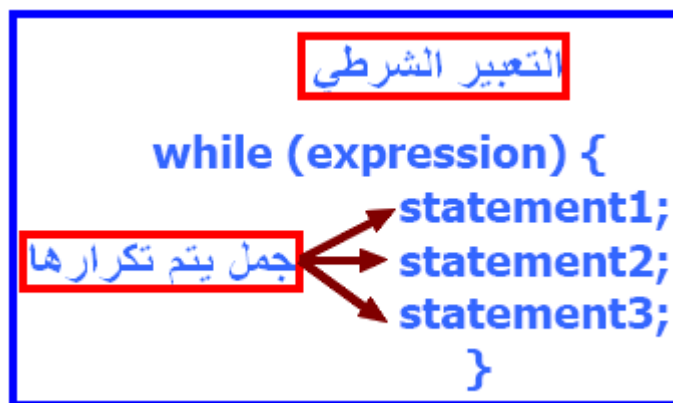 التعبير الشرطي
while (expression) {
statement1;
جمل يتم تكرارها
statement2;
statement3;
}